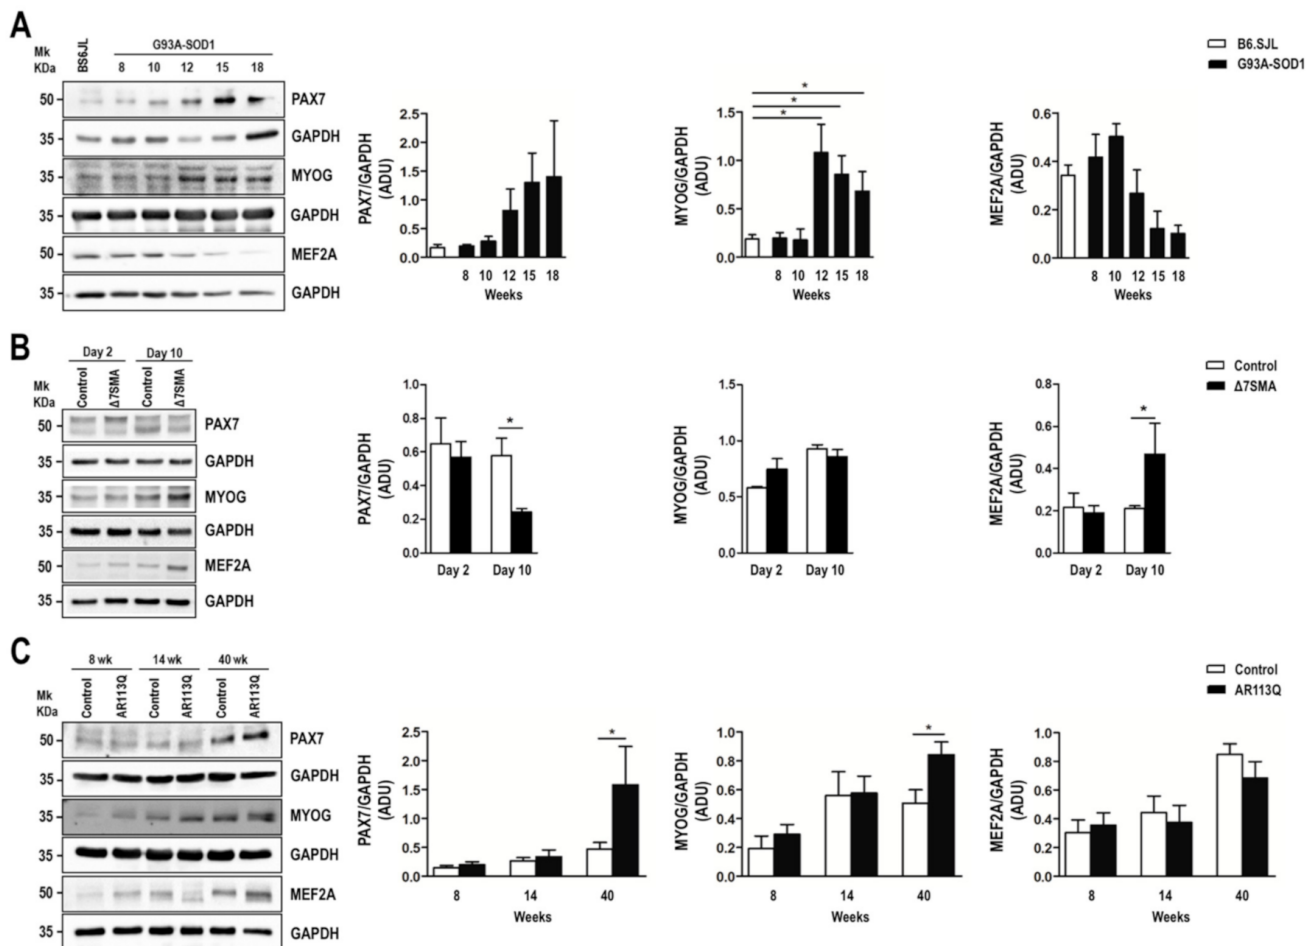 A
Mk
KDa
BS6JL
G93A-SOD1
8 10 12 15 18
50 PAX7
35 GAPDH
35 MYOG
35 GAPDH
50 MEF2A
35 GAPDH
PAX7/GAPDH
(ADU)
2.5
2.0
1.5
1.0
0.5
0.0
8 10 12 15 18
Weeks
MYOG/GAPDH
(ADU)
1.5
1.0
0.5
0.0
* * *
8 10 12 15 18
Weeks
MEF2A/GAPDH
(ADU)
0.6
0.4
0.2
0.0
8 10 12 15 18
Weeks
B6.SJL
G93A-SOD1
B
Day 2 Day 10
Mk
KDa
Control Δ7SMA Control Δ7SMA
50 PAX7
35 GAPDH
35 MYOG
35 GAPDH
50 MEF2A
35 GAPDH
PAX7/GAPDH
(ADU)
1.0
0.8
0.6
0.4
0.2
0.0
*
Day 2 Day 10
MYOG/GAPDH
(ADU)
1.5
1.0
0.5
0.0
Day 2 Day 10
MEF2A/GAPDH
(ADU)
0.8
0.6
0.4
0.2
0.0
*
Day 2 Day 10
Control
Δ7SMA
C
8 wk 14 wk 40 wk
Mk
KDa
Control AR113Q Control AR113Q Control AR113Q
50 PAX7
35 GAPDH
35 MYOG
35 GAPDH
50 MEF2A
35 GAPDH
PAX7/GAPDH
(ADU)
2.5
2.0
1.5
1.0
0.5
0.0
*
8 14 40
Weeks
MYOG/GAPDH
(ADU)
1.0
0.8
0.6
0.4
0.2
0.0
*
8 14 40
Weeks
MEF2A/GAPDH
(ADU)
1.0
0.8
0.6
0.4
0.2
0.0
8 14 40
Weeks
Control
AR113Q